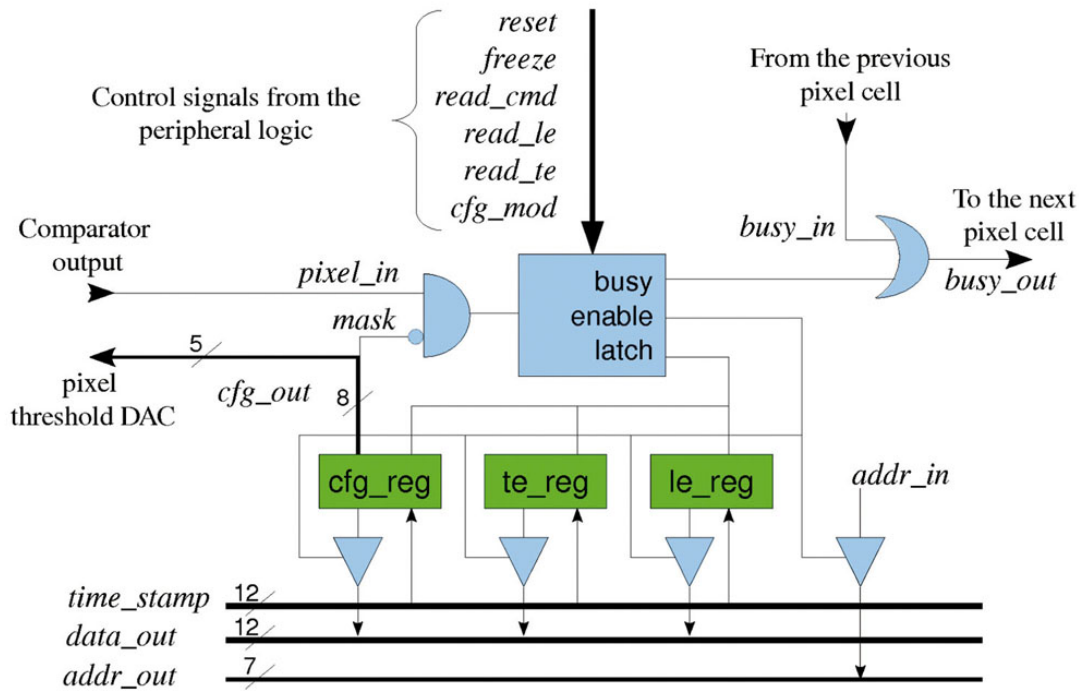 reset
freeze
read_cmd
read_le
read_te
cfg_mod
Control signals from the
peripheral logic
From the previous
pixel cell
To the next
pixel cell
busy_in
busy_out
Comparator
output
pixel_in
mask
busy
enable
latch
5
pixel
threshold DAC
cfg_out
8
cfg_reg
te_reg
le_reg
addr_in
time_stamp
12
data_out
12
addr_out
7